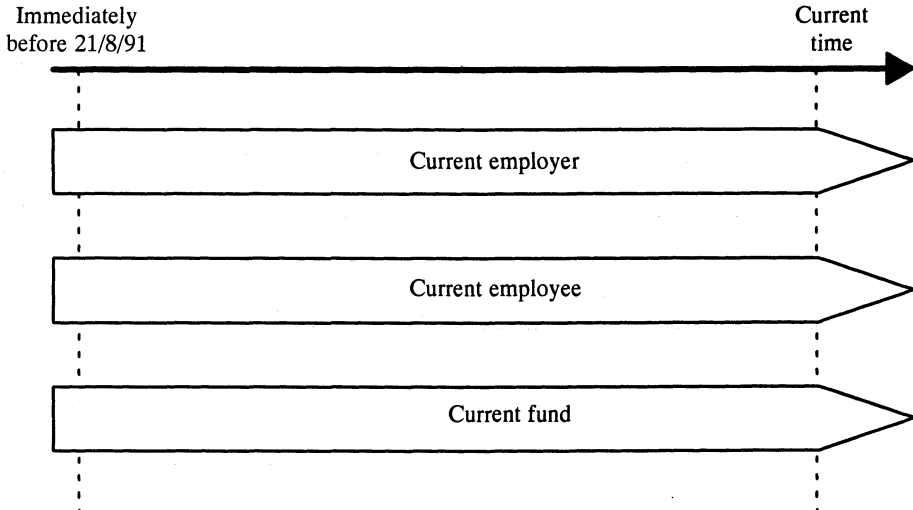 Immediately
before 21/8/91
Current
time
Current employer
Current employee
Current fund